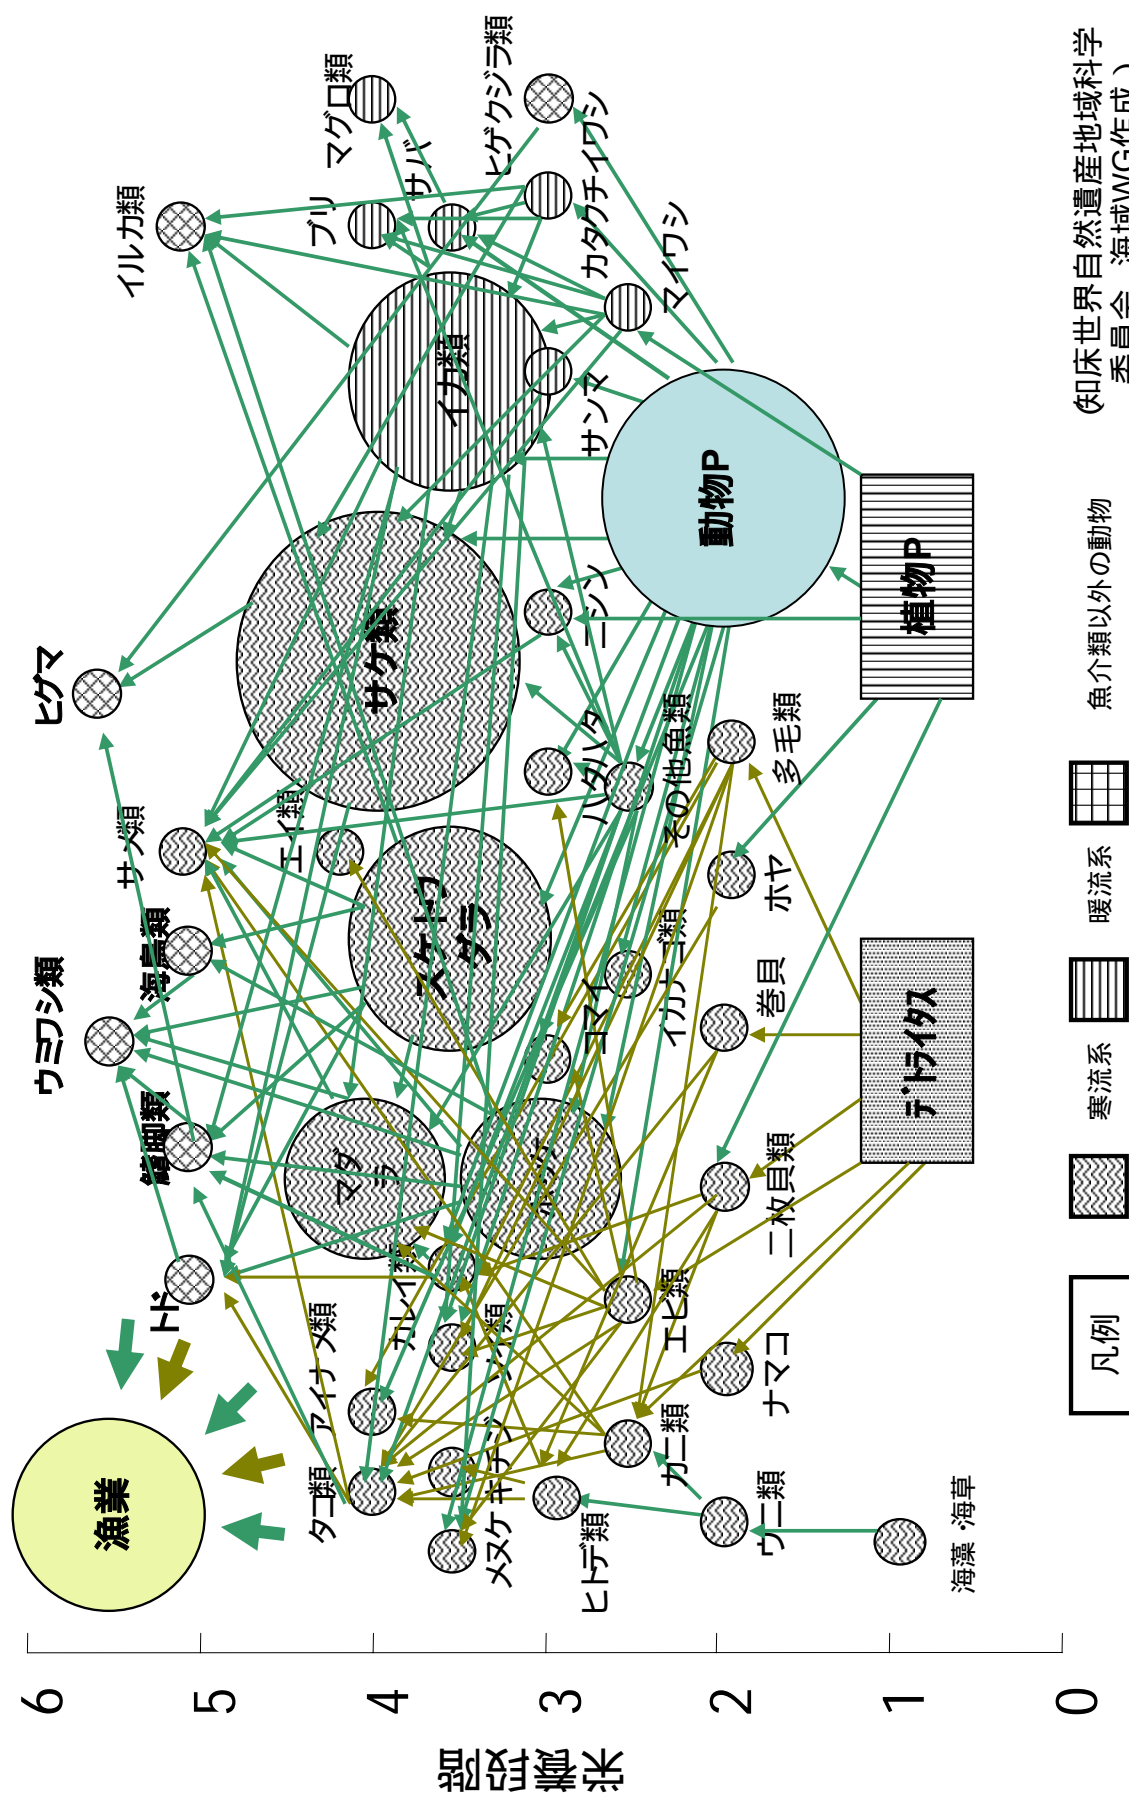 栄養段階
6
5
4
3
2
1
0
漁業
ウミワシ類
ヒグマ
トド
鰭脚類
海鳥類
サメ類
イルカ類
タコ類
アイナメ類
マダ
ラ
エイ類
ブリ
マグロ類
メヌケ
キチジ
ソイ類
カレイ類
スケトウ
ダラ
サケ類
イカ類
サバ
ヒゲクジラ類
ヒトデ類
ホッケ
コマイ
ハタハタ
ニシン
サンマ
カタクチイワシ
カニ類
エビ類
イカナゴ類
その他魚類
マイワシ
ウニ類
ナマコ
二枚貝類
巻貝
ホヤ
多毛類
動物P
海藻・海草
デトライタス
植物P
凡例
寒流系
暖流系
魚介類以外の動物
(知床世界自然遺産地域科学
委員会 海域WG作成)